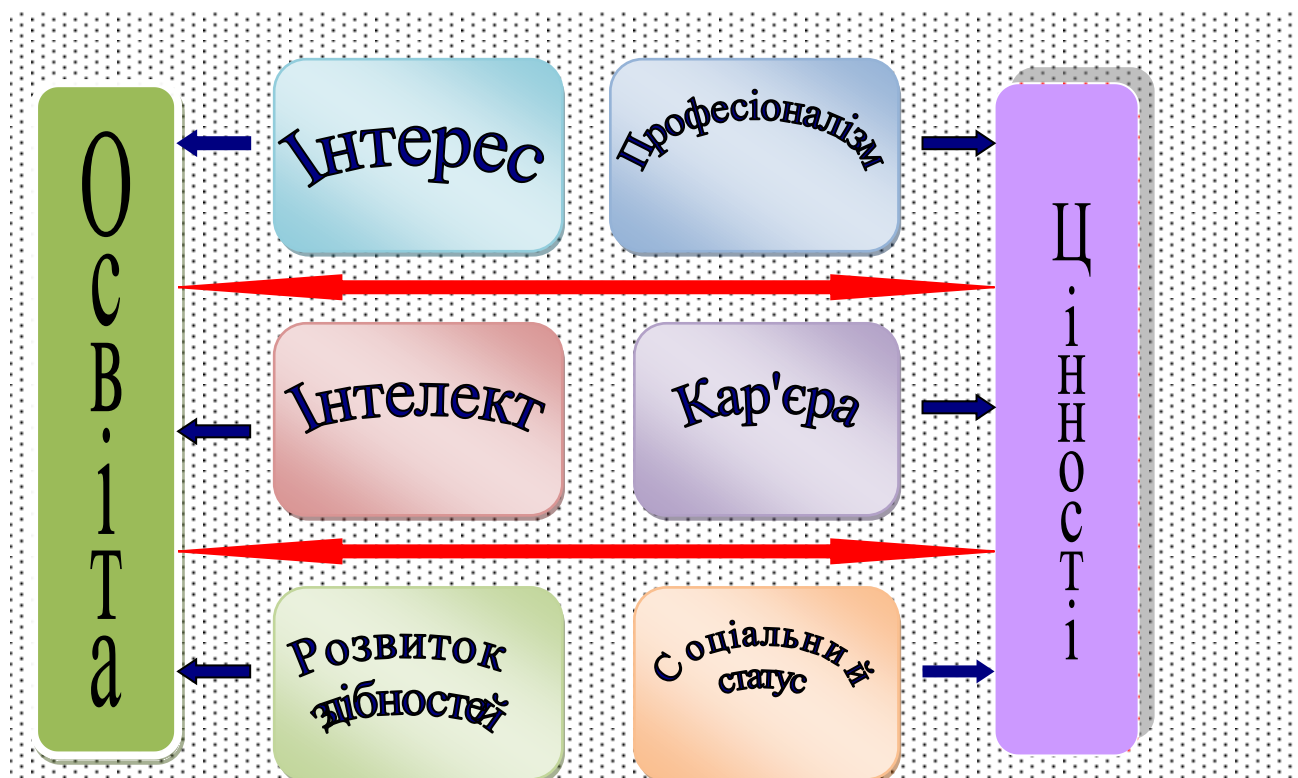 Освіта
Інтерес
Професіоналізм
Інтелект
Кар'єра
Розвиток
здібностей
Соціальний
статус
Цінності